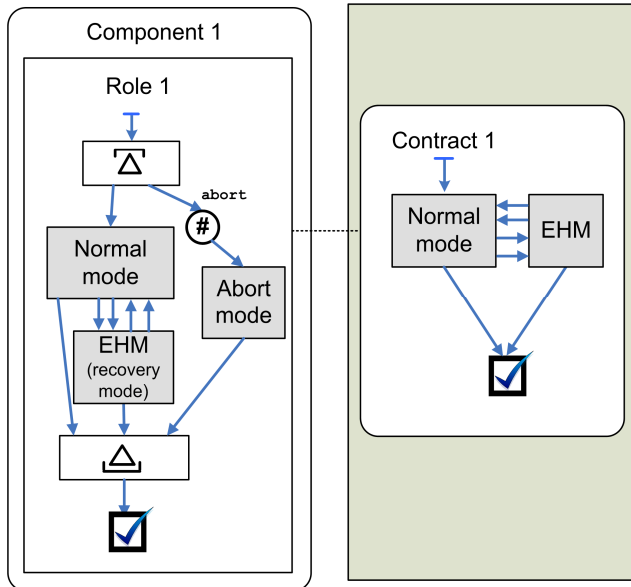 Component 1
Role 1
abort
#
Normal
mode
Abort
mode
EHM
(recovery
mode)
Contract 1
Normal
mode
EHM